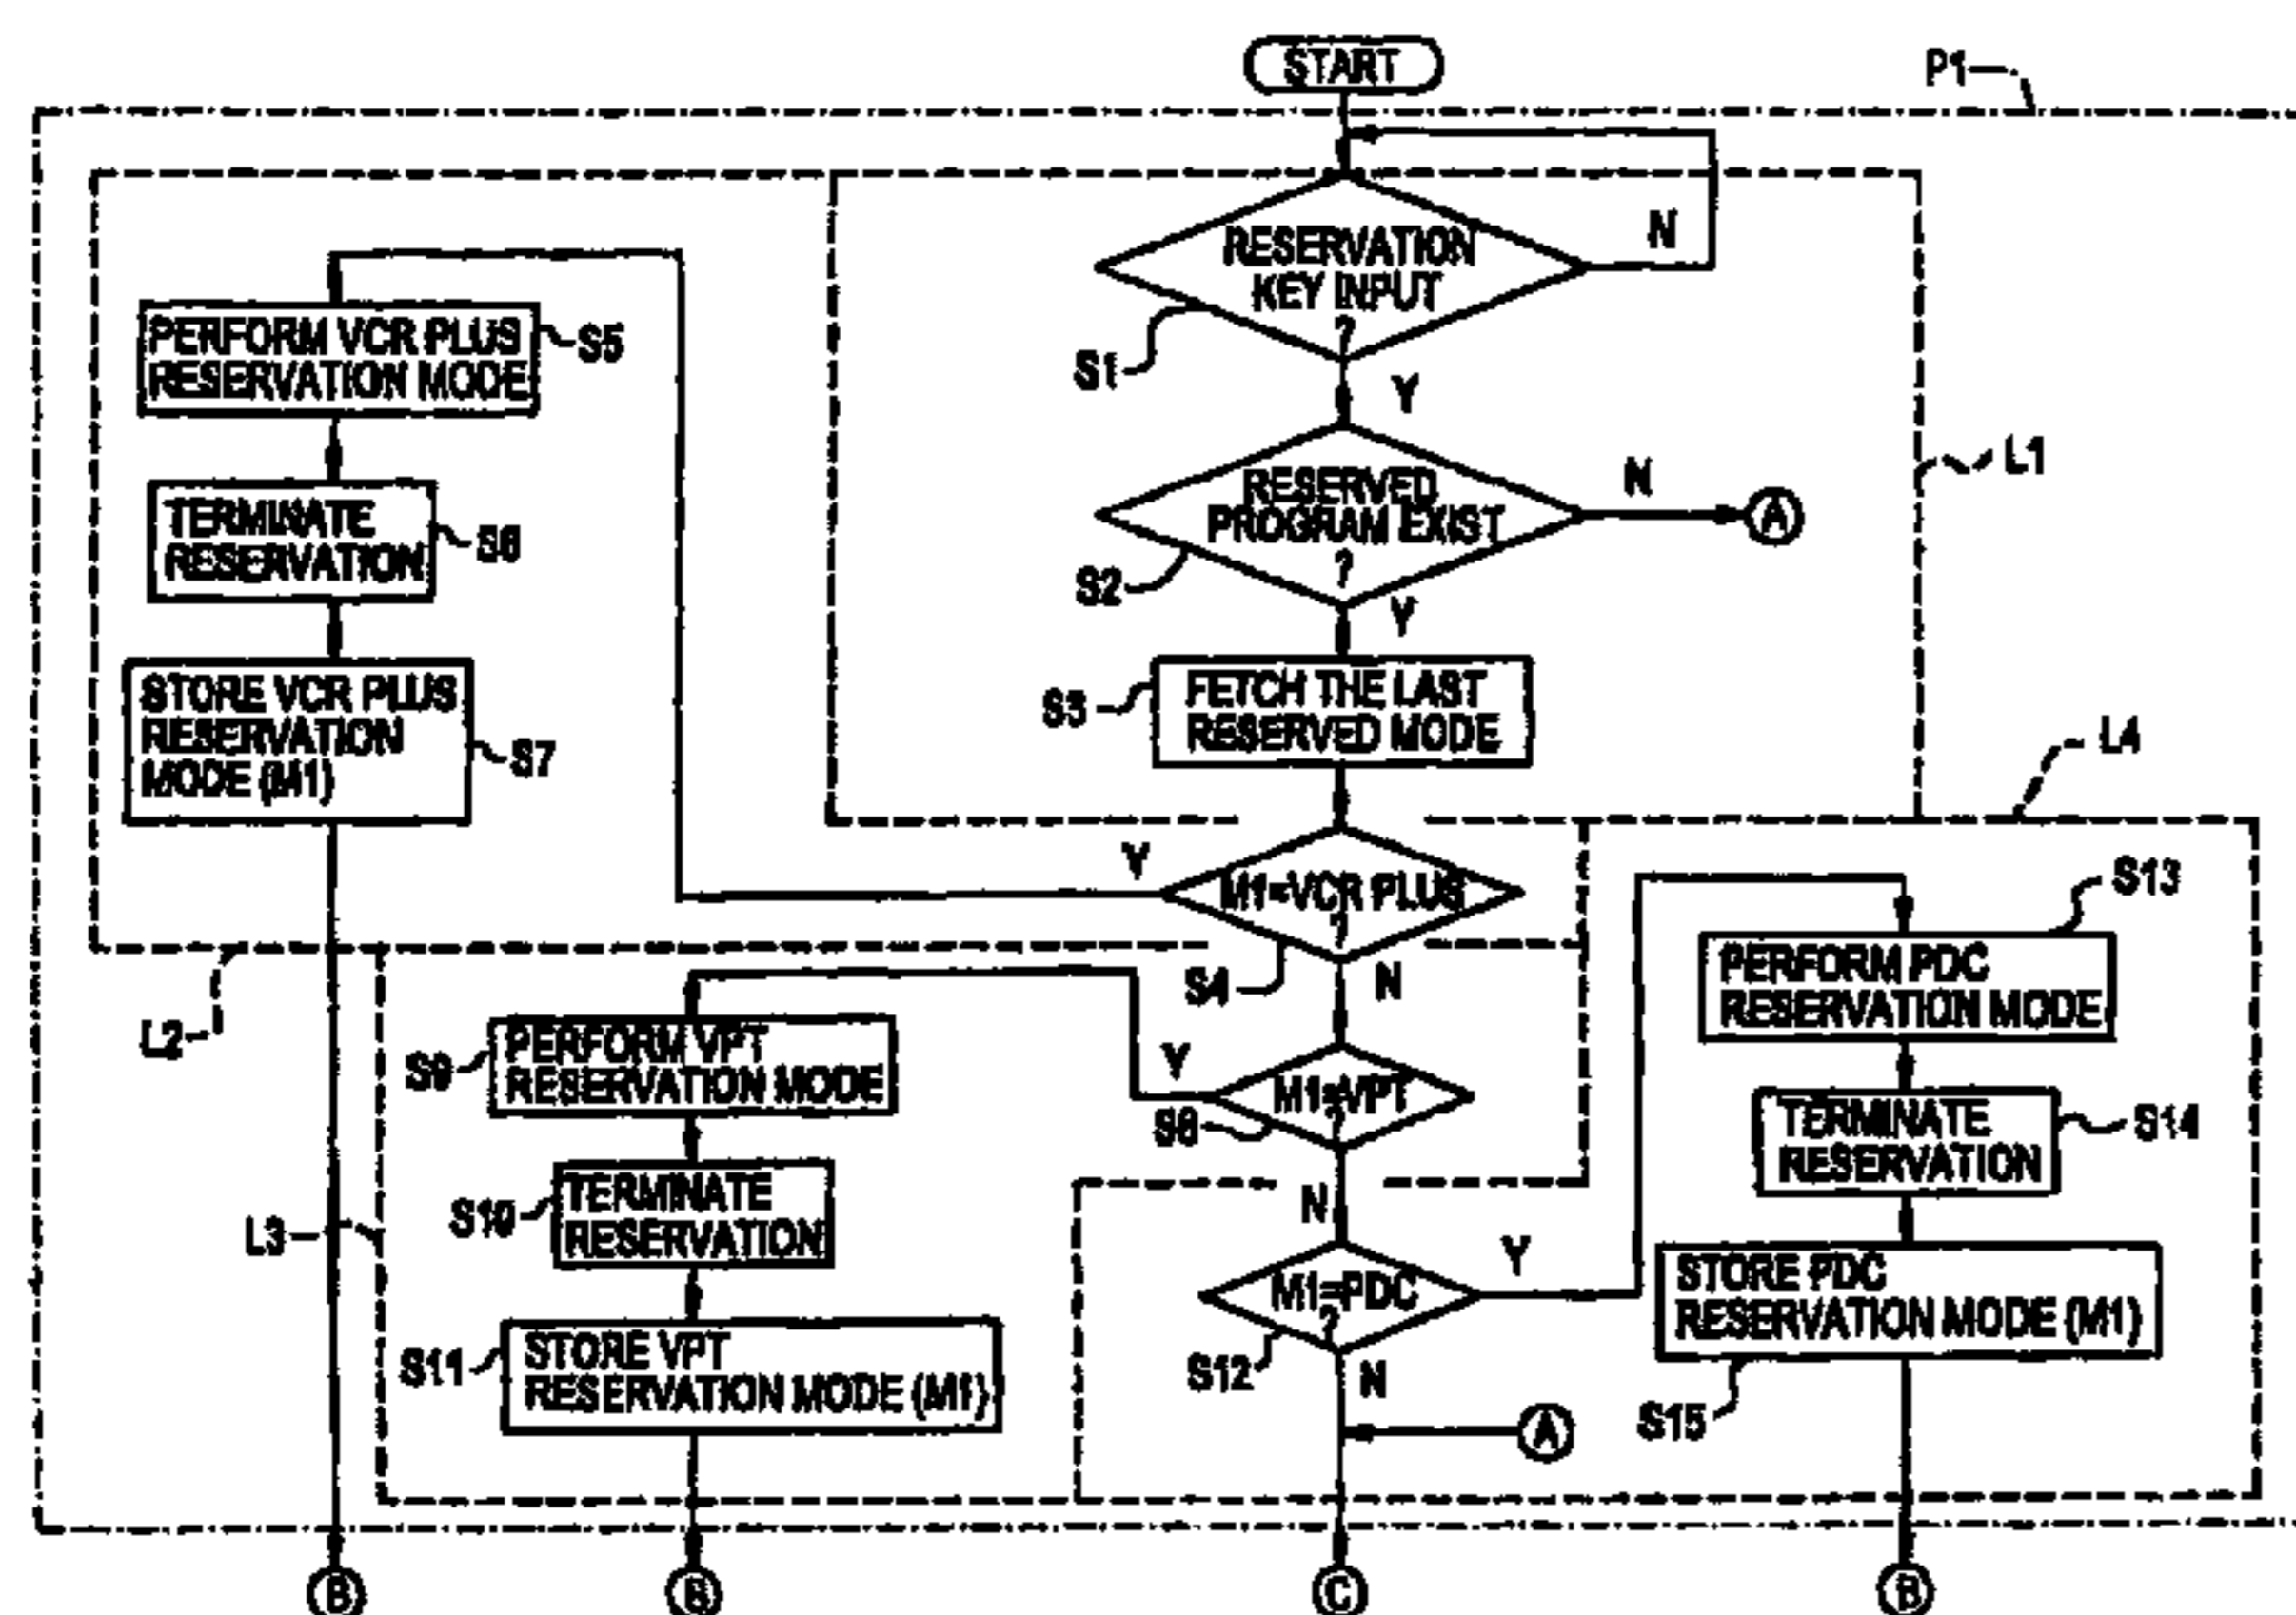 START
P1
RESERVATION
KEY INPUT
?
N
S1
Y
RESERVED
PROGRAM EXIST
?
N
A
S2
Y
L1
S3
FETCH THE LAST
RESERVED MODE
PERFORM VCR PLUS
RESERVATION MODE
S5
TERMINATE
RESERVATION
S6
STORE VCR PLUS
RESERVATION
MODE (M1)
S7
L4
Y
M1=VCR PLUS
?
S4
N
L2
S13
PERFORM PDC
RESERVATION MODE
S9
PERFORM VPT
RESERVATION MODE
Y
M1=VPT
?
S8
N
TERMINATE
RESERVATION
S14
L3
S10
TERMINATE
RESERVATION
M1=PDC
?
Y
S12
N
STORE PDC
RESERVATION MODE (M1)
S15
S11
STORE VPT
RESERVATION MODE (M1)
A
B
B
C
B